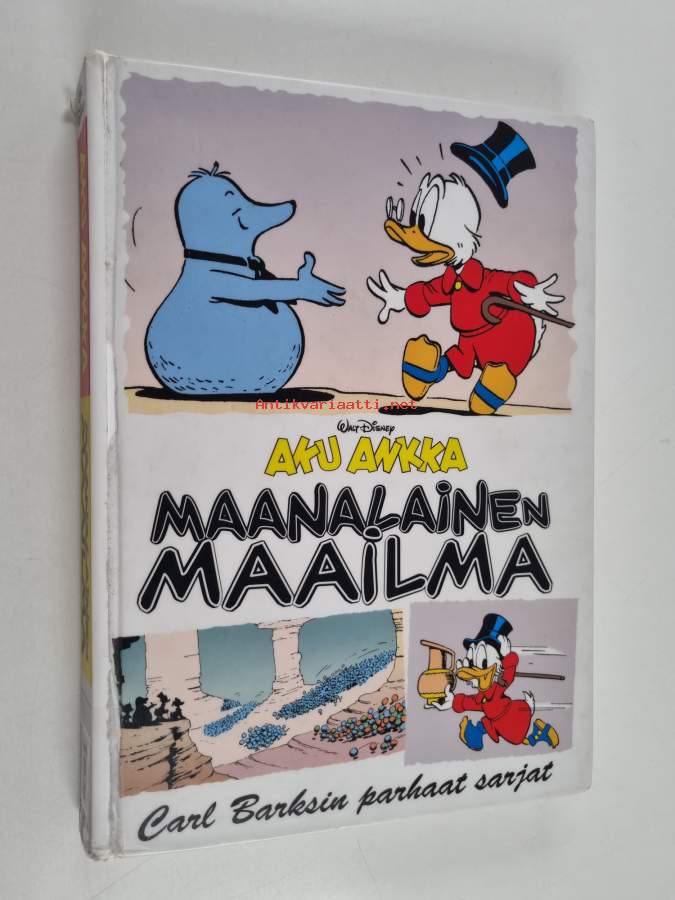 Antikvariaatti.net
Walt Disney
AKU ANKKA
MAANALAINEN
MAAILMA
Carl Barksin parhaat sarjat